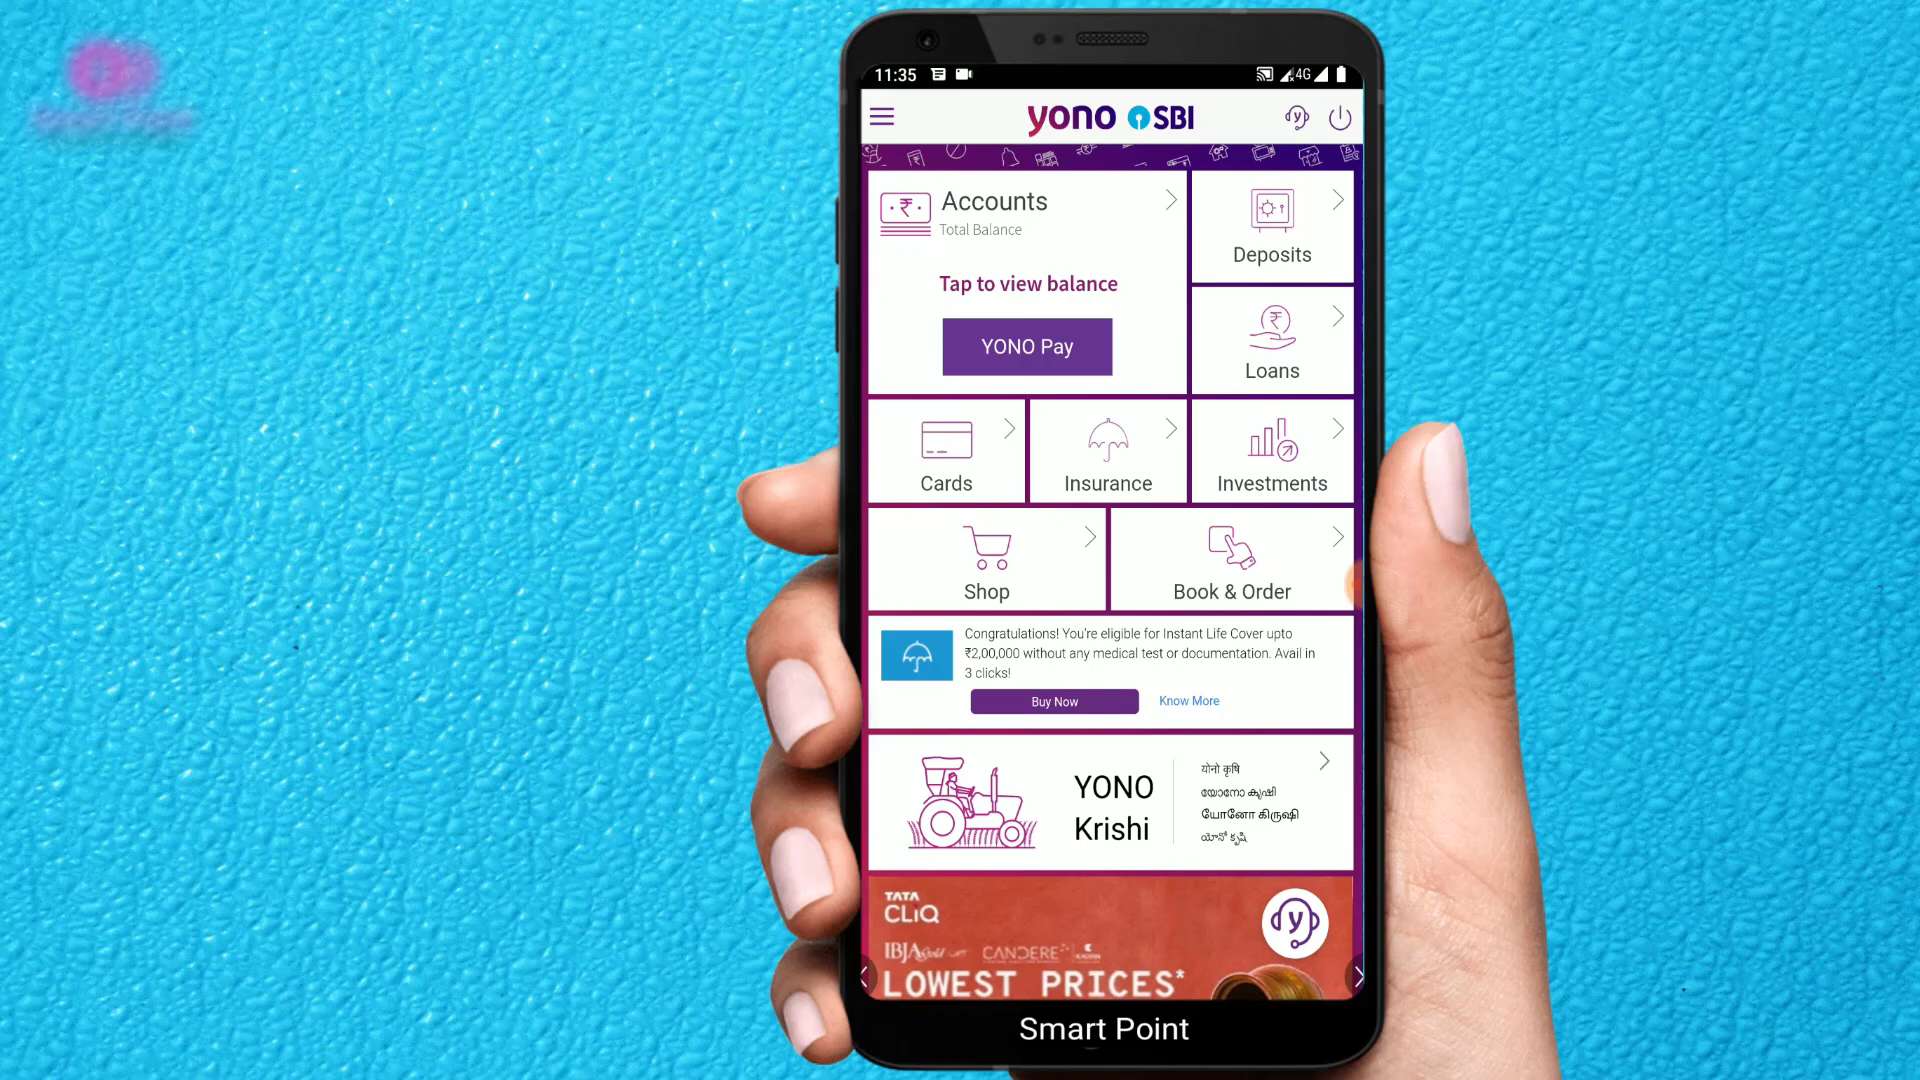 11:35
4G
yono SBI
Accounts
Total Balance
Tap to view balance
YONO Pay
Deposits
Loans
Cards
Insurance
Investments
Shop
Book & Order
Congratulations! You're eligible for Instant Life Cover upto
₹2,00,000 without any medical test or documentation. Avail in
3 clicks!
Buy Now
Know More
YONO
Krishi
योनो कृषि
യോനോ കൃഷി
யோனோ கிருஷி
యోనో కృషి
TATA
CLiQ
IBJA Gold
CANDERE
KALYAN
LOWEST PRICES*
Smart Point